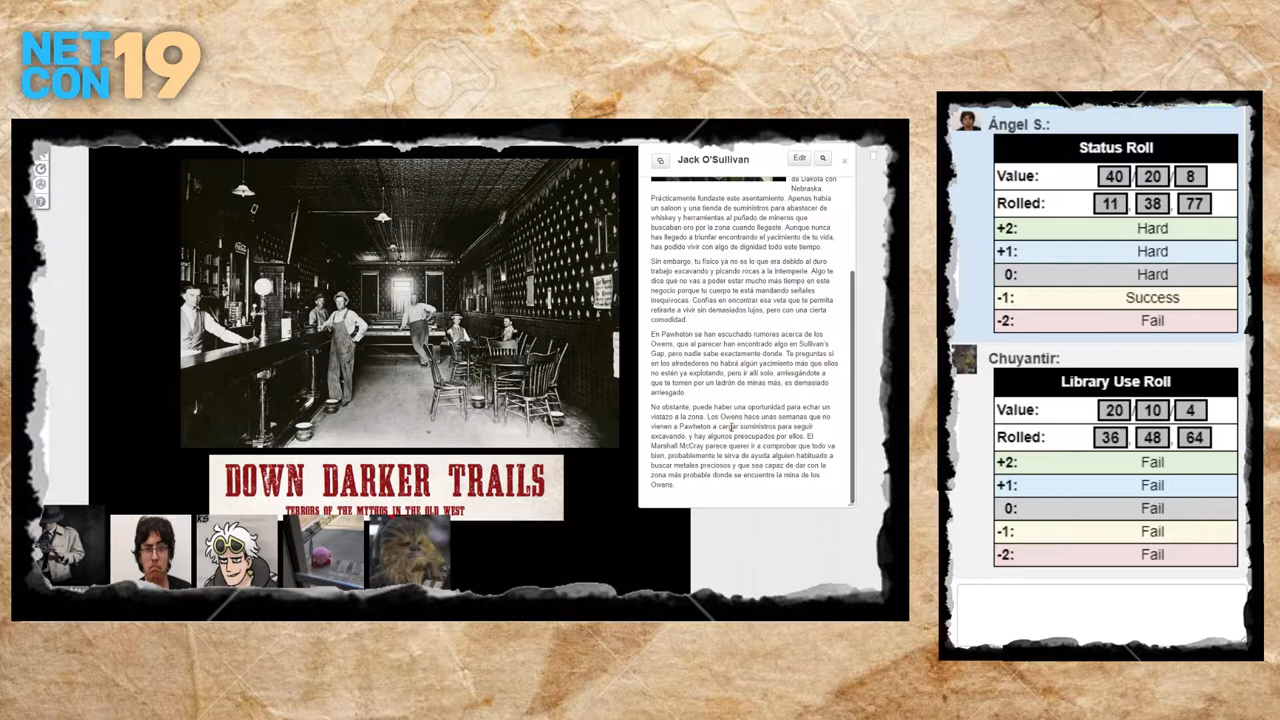 NET
CON 19
Jack O'Sullivan
Edit
de Dakota con
Nebraska.
Prácticamente fundaste este asentamiento. Apenas había
un saloon y una tienda de suministros para abastecer de
whiskey y herramientas al puñado de mineros que
buscaban oro por la zona cuando llegaste. Aunque nunca
has llegado a triunfar encontrando el yacimiento de tu vida,
has podido vivir con algo de dignidad todo este tiempo.
Sin embargo, tu físico ya no es lo que era debido al duro
trabajo excavando y picando rocas a la intemperie. Algo te
dice que no vas a poder estar mucho más tiempo en este
negocio porque tu cuerpo te está mandando señales
inequívocas. Confías en encontrar esa veta que te permita
retirarte a vivir sin demasiados lujos, pero con una cierta
comodidad.
En Pawheton se han escuchado rumores acerca de los
Owens, que al parecer han encontrado algo en Sullivan's
Gap, pero nadie sabe exactamente donde. Te preguntas si
en los alrededores no habrá algún yacimiento más que ellos
no estén ya explotando, pero ir allí solo, arriesgándote a
que te tomen por un ladrón de minas más, es demasiado
arriesgado.
No obstante, puede haber una oportunidad para echar un
vistazo a la zona. Los Owens hace unas semanas que no
vienen a Pawheton a cargar suministros para seguir
excavando, y hay algunos preocupados por ellos. El
Marshall McCray parece querer ir a comprobar que todo va
bien, probablemente le sirva de ayuda alguien habituado a
buscar metales preciosos y que sea capaz de dar con la
zona más probable donde se encuentre la mina de los
Owens.
DOWN DARKER TRAILS
TERRORS OF THE MYTHOS IN THE OLD WEST
KS
Ángel S.:
Status Roll
Value: 40 20 8
Rolled: 11 38 77
+2: Hard
+1: Hard
0: Hard
-1: Success
-2: Fail
Chuyantir:
Library Use Roll
Value: 20 10 4
Rolled: 36 48 64
+2: Fail
+1: Fail
0: Fail
-1: Fail
-2: Fail